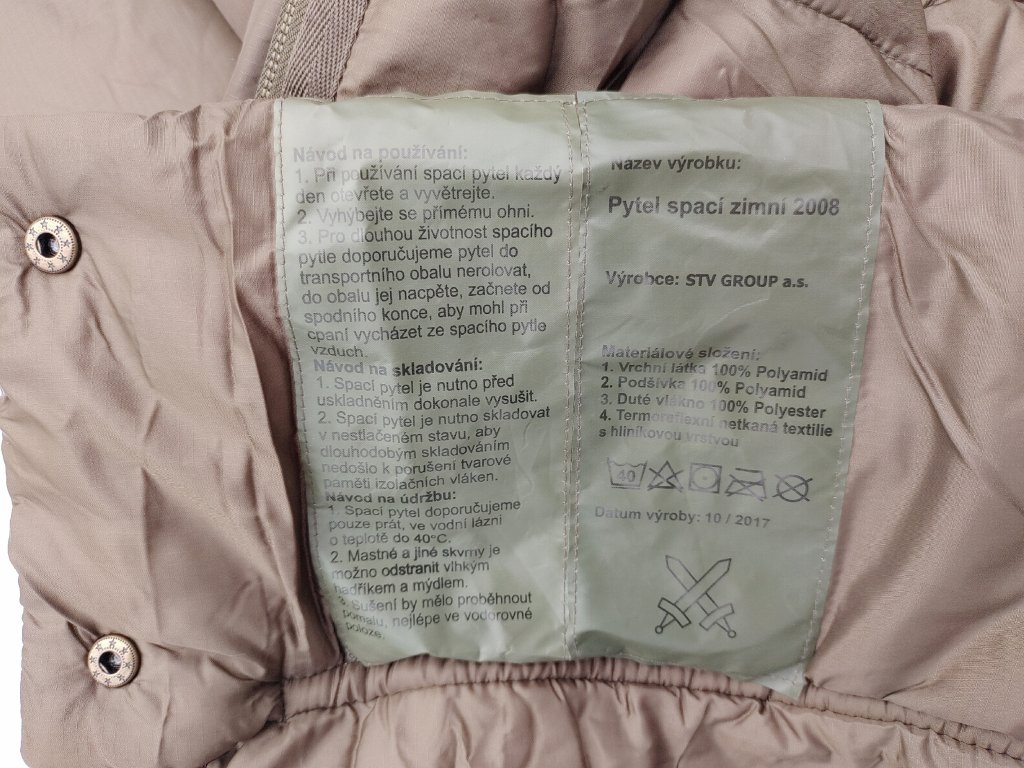 Návod na používání:
1. Při používání spací pytel každý
den otevřete a vyvětrejte.
2. Vyhýbejte se přímému ohni.
3. Pro dlouhou životnost spacího
pytle doporučujeme pytel do
transportního obalu nerolovat,
do obalu jej nacpěte, začnete od
spodního konce, aby mohl při
cpaní vycházet ze spacího pytle
vzduch.
Návod na skladování:
1. Spací pytel je nutno před
uskladněním dokonale vysušit.
2. Spací pytel je nutno skladovat
v nestlačeném stavu, aby
dlouhodobým skladováním
nedošlo k porušení tvarové
paměti izolačních vláken.
Návod na údržbu:
1. Spací pytel doporučujeme
pouze prát, ve vodní lázni
o teplotě do 40°C.
2. Mastné a jiné skvrny je
možno odstranit vlhkým
hadříkem a mýdlem.
3. Sušení by mělo proběhnout
pomalu, nejlépe ve vodorovné
poloze.
Název výrobku:
Pytel spací zimní 2008
Výrobce: STV GROUP a.s.
Materiálové složení:
1. Vrchní látka 100% Polyamid
2. Podšívka 100% Polyamid
3. Duté vlákno 100% Polyester
4. Termoreflexní netkaná textilie
s hliníkovou vrstvou
40
Datum výroby: 10 / 2017